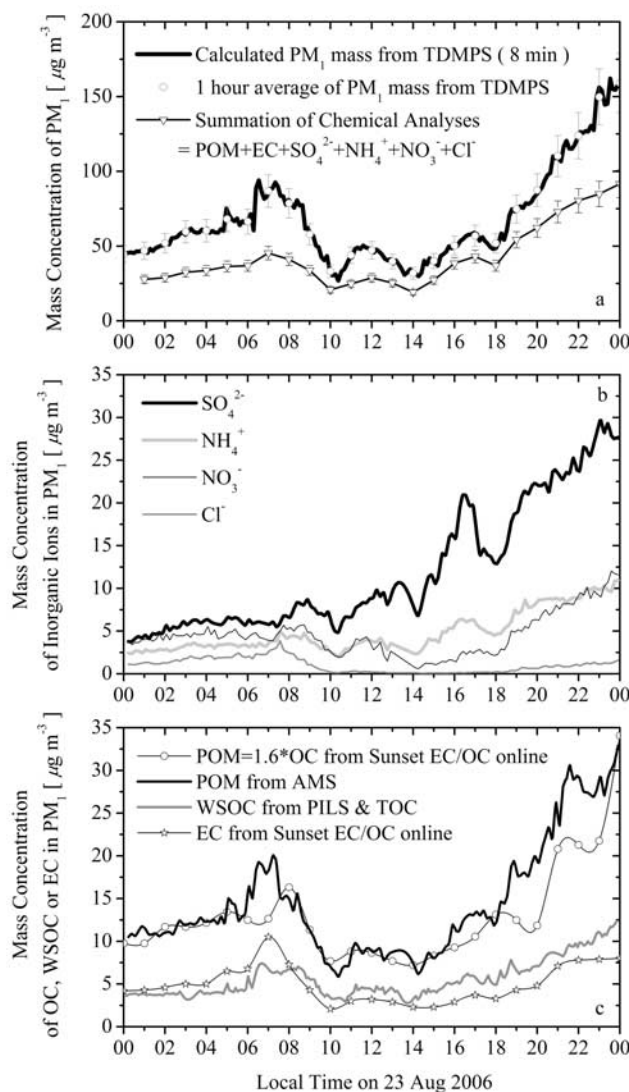 Mass Concentration of PM₁ [ μg m⁻³ ]
200
150
100
50
0
Calculated PM₁ mass from TDMPS ( 8 min )
1 hour average of PM₁ mass from TDMPS
Summation of Chemical Analyses
= POM+EC+SO₄²⁻+NH₄⁺+NO₃⁻+Cl⁻
a
00 02 04 06 08 10 12 14 16 18 20 22 00
Mass Concentration
of Inorganic Ions in PM₁ [ μg m⁻³ ]
35
30
25
20
15
10
5
0
b
SO₄²⁻
NH₄⁺
NO₃⁻
Cl⁻
00 02 04 06 08 10 12 14 16 18 20 22 00
Mass Concentration
of OC, WSOC or EC in PM₁ [ μg m⁻³ ]
35
30
25
20
15
10
5
0
POM=1.6*OC from Sunset EC/OC online
POM from AMS
WSOC from PILS & TOC
EC from Sunset EC/OC online
c
00 02 04 06 08 10 12 14 16 18 20 22 00
Local Time on 23 Aug 2006